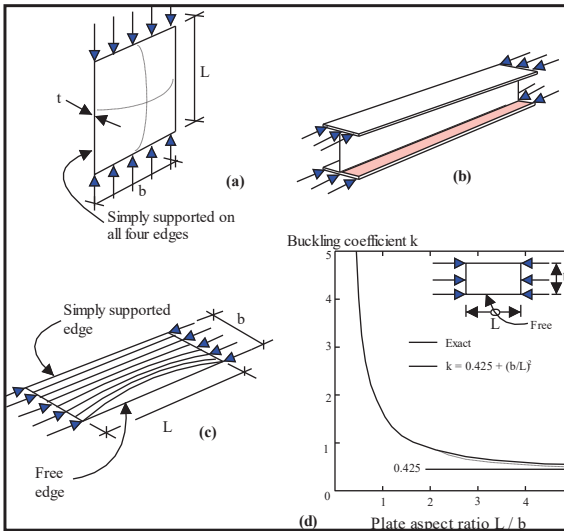 t
L
b
(a)
Simply supported on
all four edges
(b)
Simply supported
edge
b
L
(c)
Free
edge
Buckling coefficient k
5
4
3
2
1
L
Free
Exact
k = 0.425 + (b/L)²
0.425
0
1
2
3
4
(d)
Plate aspect ratio L / b